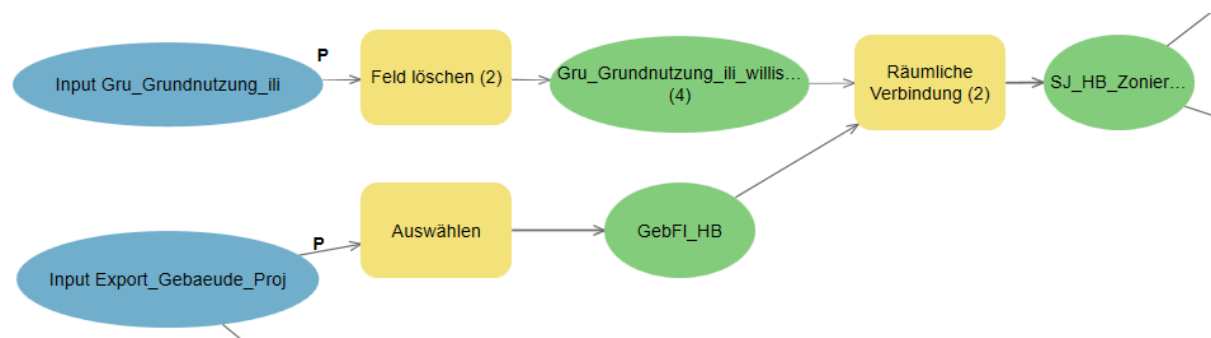 P
Input Gru_Grundnutzung_ili
Feld löschen (2)
Gru_Grundnutzung_ili_willis…
(4)
Räumliche
Verbindung (2)
SJ_HB_Zonier…
P
Input Export_Gebaeude_Proj
Auswählen
GebFl_HB